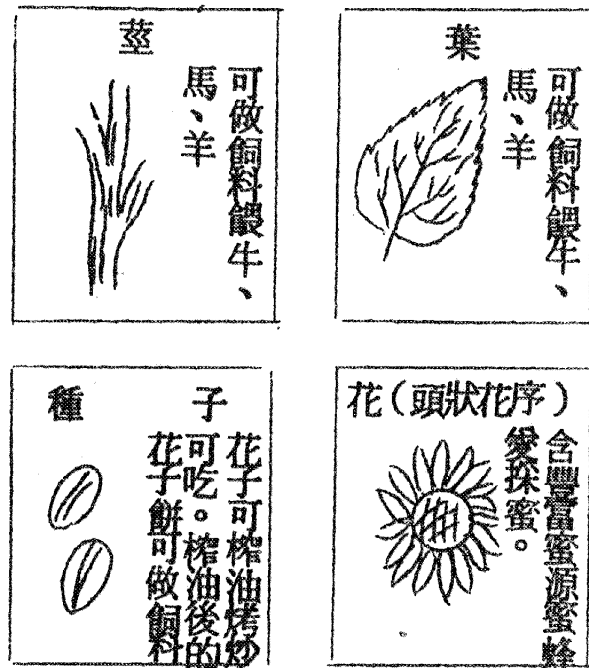 葉
可做飼料餵牛、
馬、羊
莖
可做飼料餵牛、
馬、羊
花（頭狀花序）
含豐富蜜源蜜蜂
愛採蜜。
種子
花子可榨油烤炒
可吃。榨油後的
花子餅可做飼料